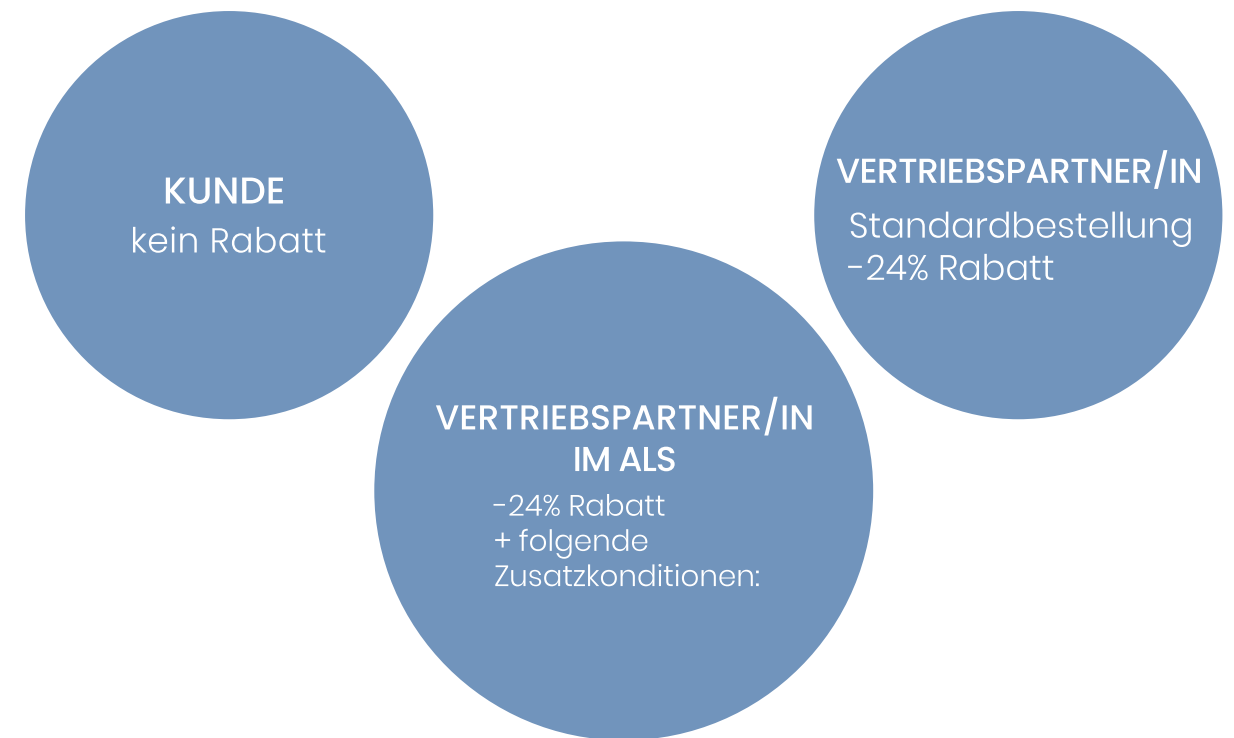 KUNDE
kein Rabatt
VERTRIEBSPARTNER/IN
Standardbestellung
-24% Rabatt
VERTRIEBSPARTNER/IN
IM ALS
-24% Rabatt
+ folgende
Zusatzkonditionen: